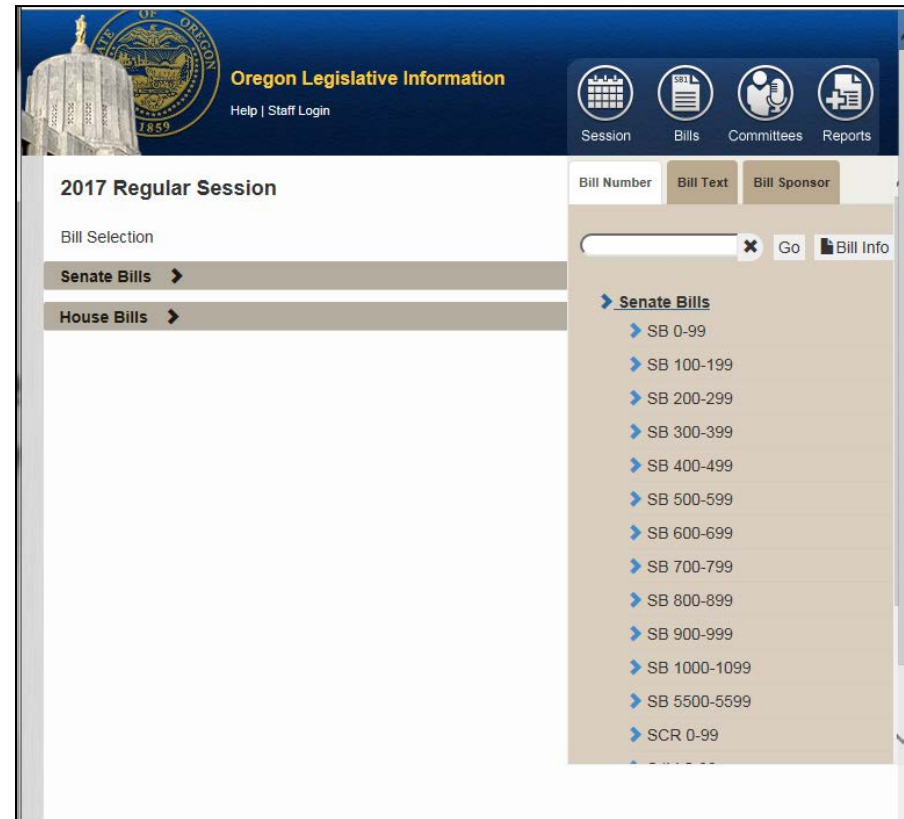 STATE OF OREGON
1859
Oregon Legislative Information
Help | Staff Login
SB1
Session Bills Committees Reports
2017 Regular Session
Bill Selection
Senate Bills
House Bills
Bill Number Bill Text Bill Sponsor
Go Bill Info
Senate Bills
SB 0-99
SB 100-199
SB 200-299
SB 300-399
SB 400-499
SB 500-599
SB 600-699
SB 700-799
SB 800-899
SB 900-999
SB 1000-1099
SB 5500-5599
SCR 0-99